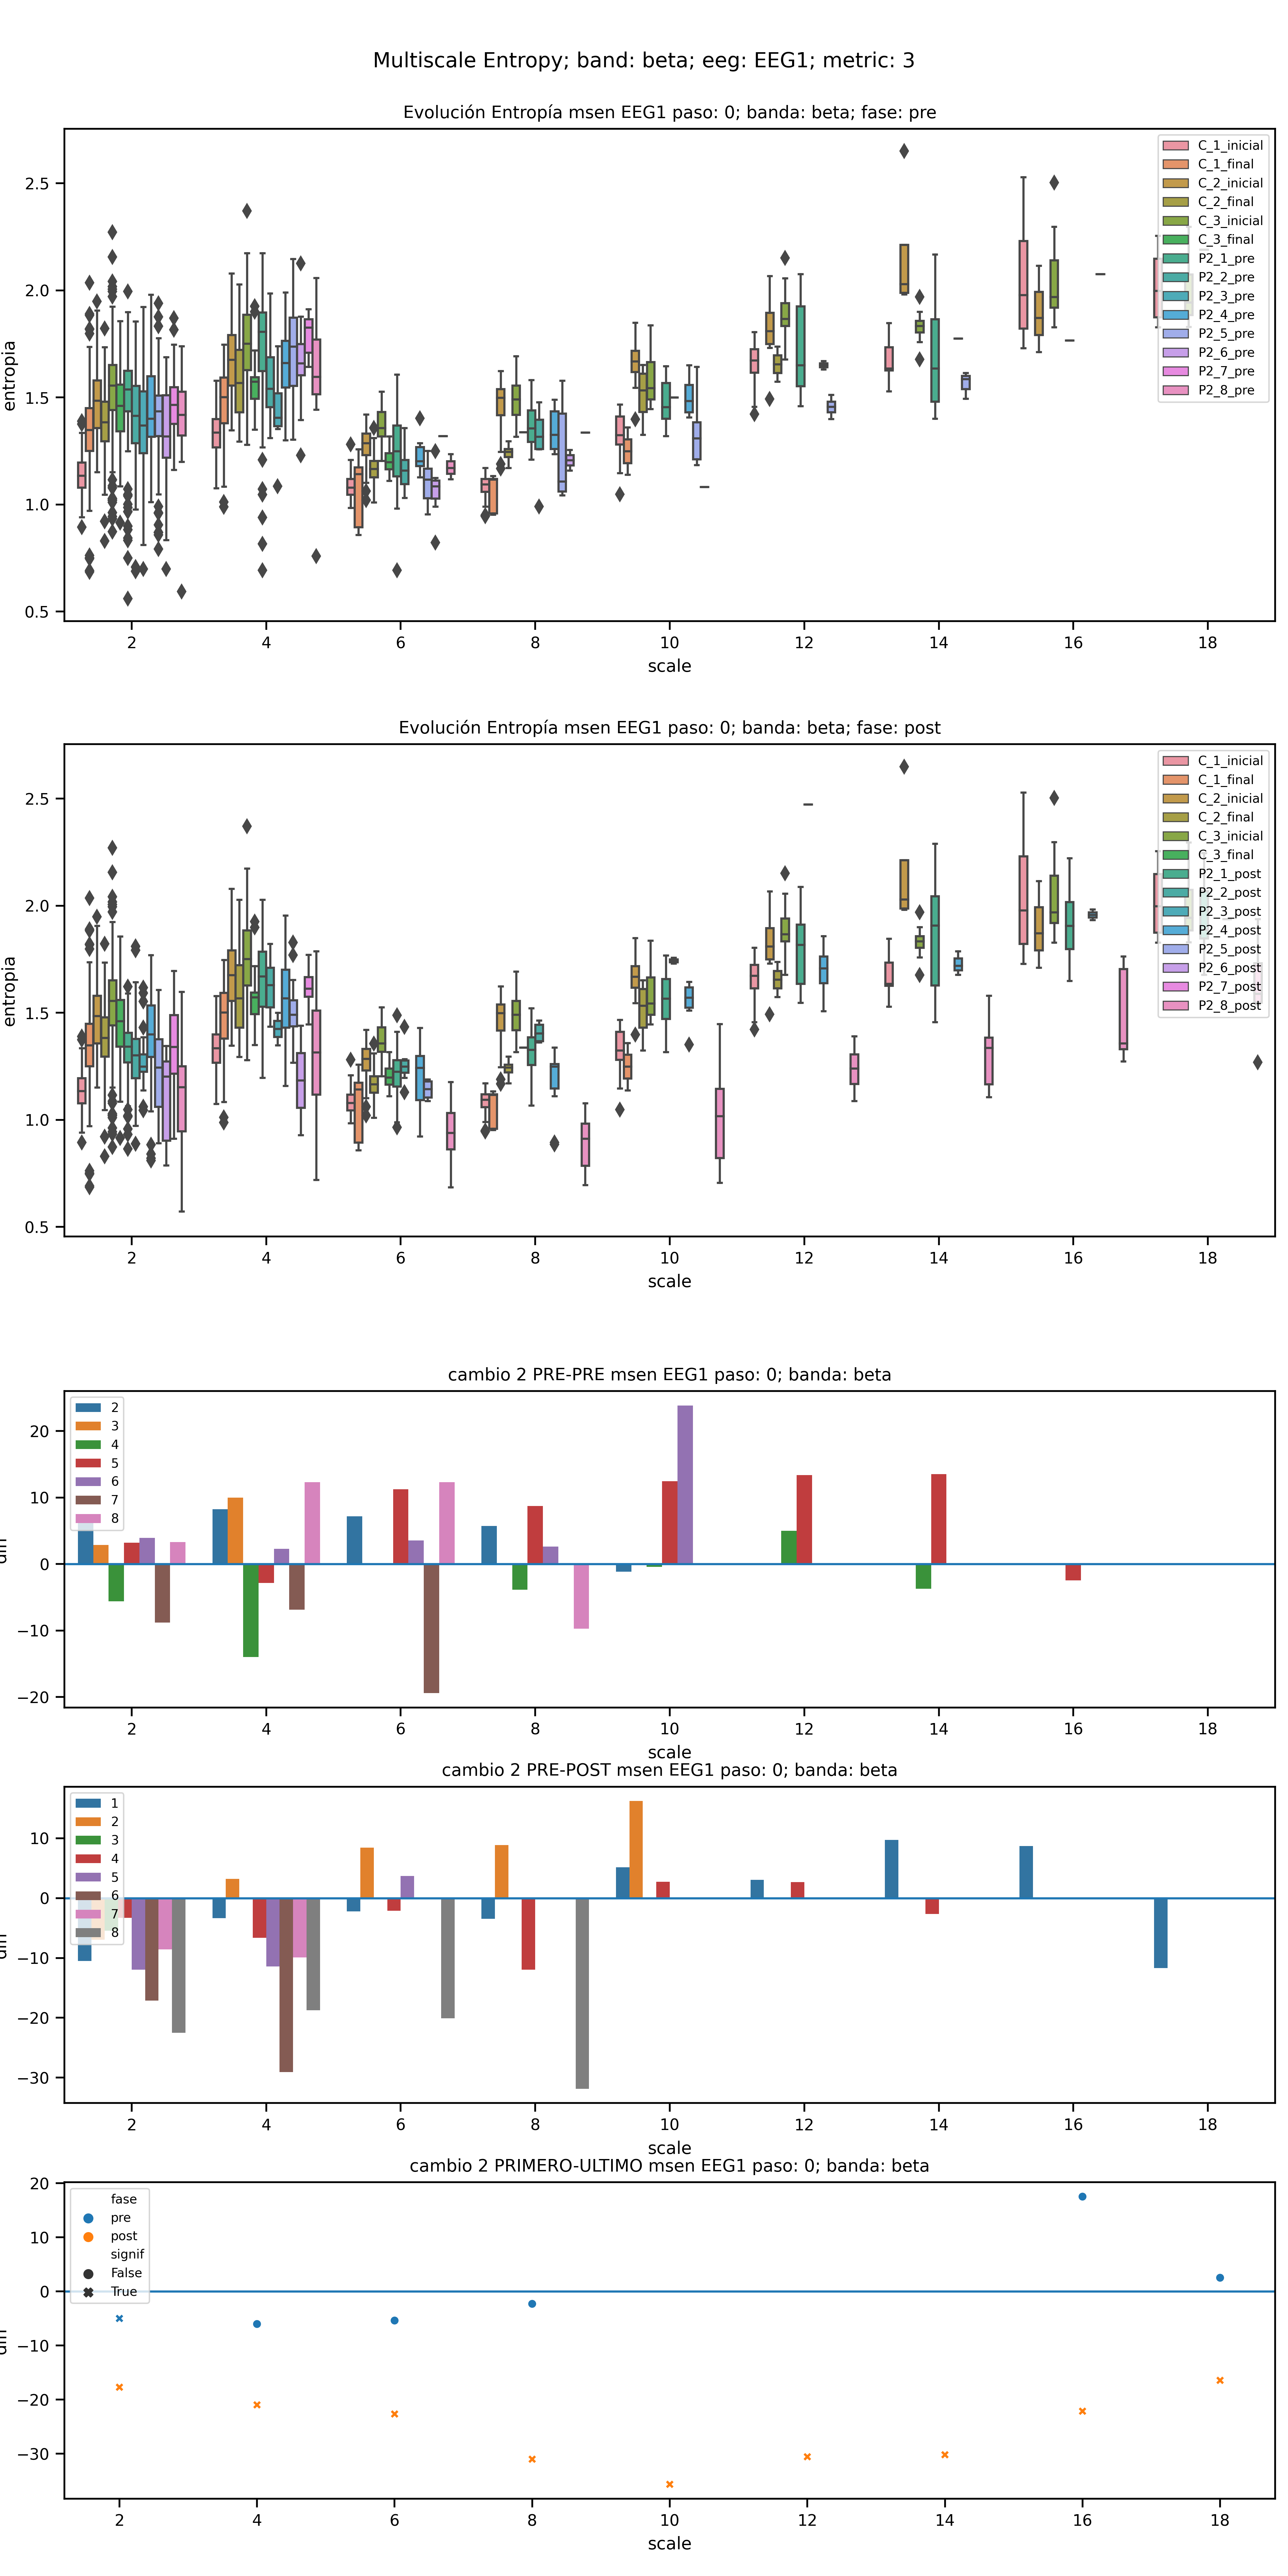 Multiscale Entropy; band: beta; eeg: EEG1; metric: 3
Evolución Entropía msen EEG1 paso: 0; banda: beta; fase: pre
entropia
2.5
2.0
1.5
1.0
0.5
C_1_inicial
C_1_final
C_2_inicial
C_2_final
C_3_inicial
C_3_final
P2_1_pre
P2_2_pre
P2_3_pre
P2_4_pre
P2_5_pre
P2_6_pre
P2_7_pre
P2_8_pre
2 4 6 8 10 12 14 16 18
scale
Evolución Entropía msen EEG1 paso: 0; banda: beta; fase: post
entropia
2.5
2.0
1.5
1.0
0.5
C_1_inicial
C_1_final
C_2_inicial
C_2_final
C_3_inicial
C_3_final
P2_1_post
P2_2_post
P2_3_post
P2_4_post
P2_5_post
P2_6_post
P2_7_post
P2_8_post
2 4 6 8 10 12 14 16 18
scale
cambio 2 PRE-PRE msen EEG1 paso: 0; banda: beta
20
10
0
−10
−20
2
3
4
5
6
7
8
2 4 6 8 10 12 14 16 18
scale
cambio 2 PRE-POST msen EEG1 paso: 0; banda: beta
10
0
−10
−20
−30
1
2
3
4
5
6
7
8
2 4 6 8 10 12 14 16 18
scale
cambio 2 PRIMERO-ULTIMO msen EEG1 paso: 0; banda: beta
20
10
0
−10
−20
−30
fase
pre
post
signif
False
True
2 4 6 8 10 12 14 16 18
scale